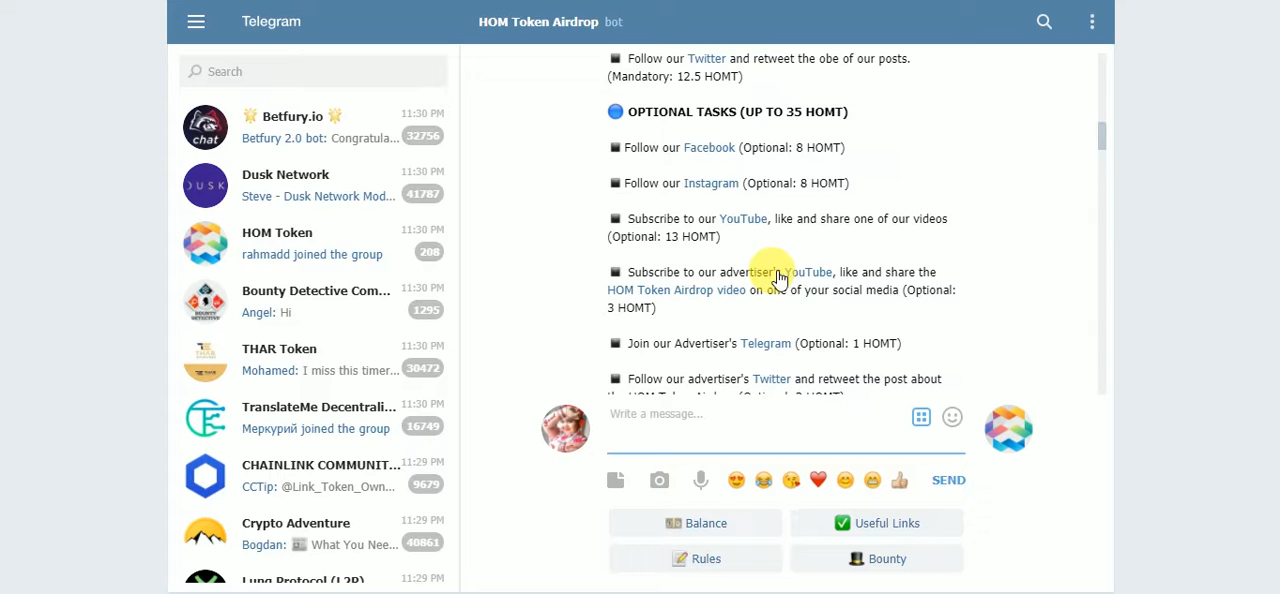 Telegram
HOM Token Airdrop bot
Search
🌟 Betfury.io 🌟 11:30 PM
Betfury 2.0 bot: Congratula... 32756
Dusk Network 11:30 PM
Steve - Dusk Network Mod... 41787
HOM Token 11:30 PM
rahmadd joined the group 208
Bounty Detective Com... 11:30 PM
Angel: Hi 1295
THAR Token 11:30 PM
Mohamed: I miss this timer... 30472
TranslateMe Decentrali... 11:30 PM
Меркурий joined the group 16749
CHAINLINK COMMUNIT... 11:29 PM
CCTip: @Link_Token_Own... 9679
Crypto Adventure 11:29 PM
Bogdan: 📰 What You Nee... 40861
Lung Protocol (L2P) 11:29 PM
chat
DUSK
◾ Follow our Twitter and retweet the obe of our posts.
(Mandatory: 12.5 HOMT)
🔵 OPTIONAL TASKS (UP TO 35 HOMT)
◾ Follow our Facebook (Optional: 8 HOMT)
◾ Follow our Instagram (Optional: 8 HOMT)
◾ Subscribe to our YouTube, like and share one of our videos
(Optional: 13 HOMT)
◾ Subscribe to our advertiser's YouTube, like and share the
HOM Token Airdrop video on one of your social media (Optional:
3 HOMT)
◾ Join our Advertiser's Telegram (Optional: 1 HOMT)
◾ Follow our advertiser's Twitter and retweet the post about
Write a message...
SEND
💵 Balance
✅ Useful Links
📝 Rules
🎩 Bounty